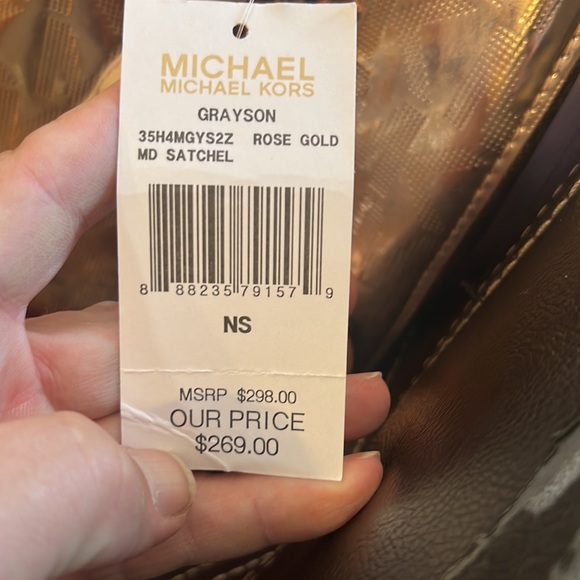 MICHAEL
MICHAEL KORS
GRAYSON
35H4MGYS2Z ROSE GOLD
MD SATCHEL
8 88235 79157 9
NS
MSRP $298.00
OUR PRICE
$269.00